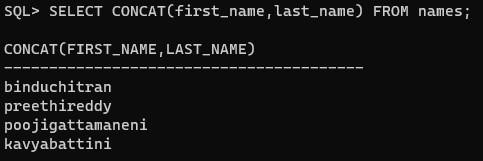 SQL> SELECT CONCAT(first_name,last_name) FROM names;
CONCAT(FIRST_NAME,LAST_NAME)
----------------------------------------
binduchitran
preethireddy
poojigattamaneni
kavyabattini